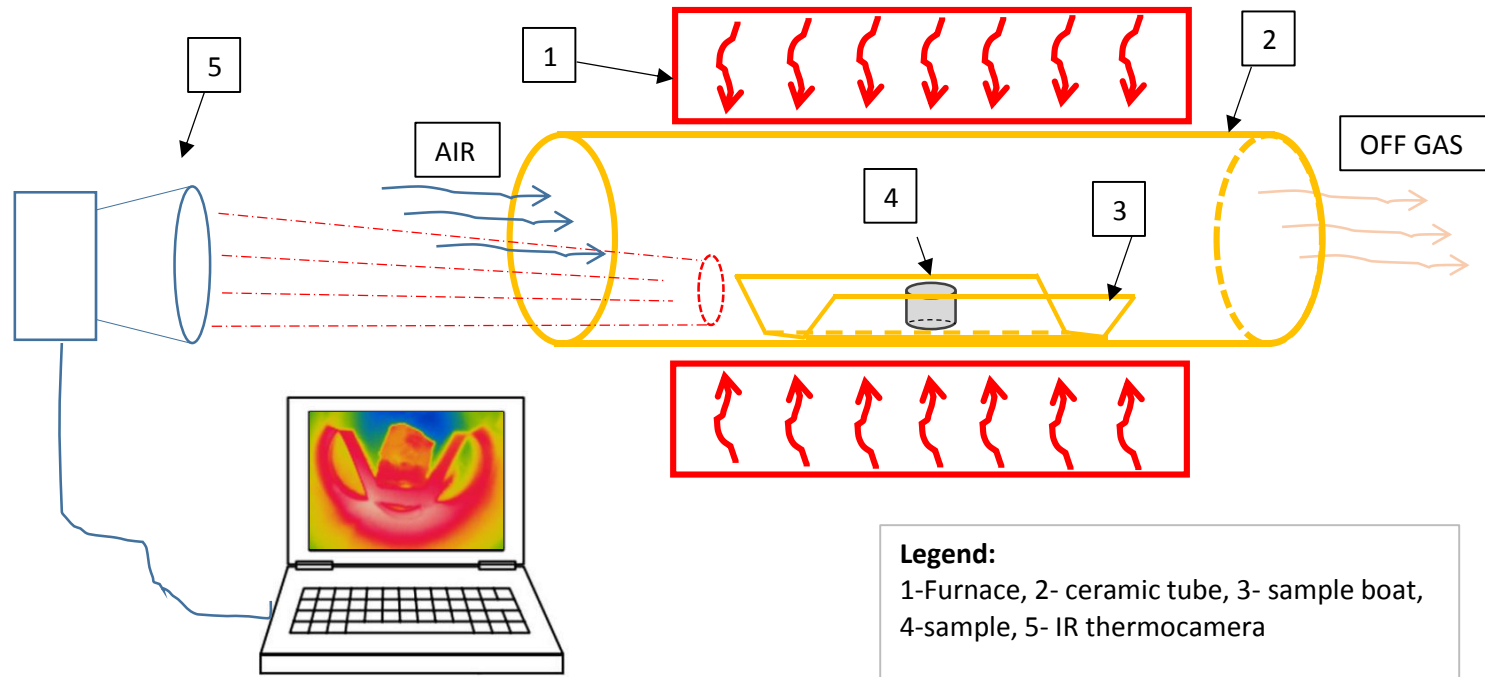 5
1
2
AIR
OFF GAS
4
3
Legend:
1-Furnace, 2- ceramic tube, 3- sample boat,
4-sample, 5- IR thermocamera